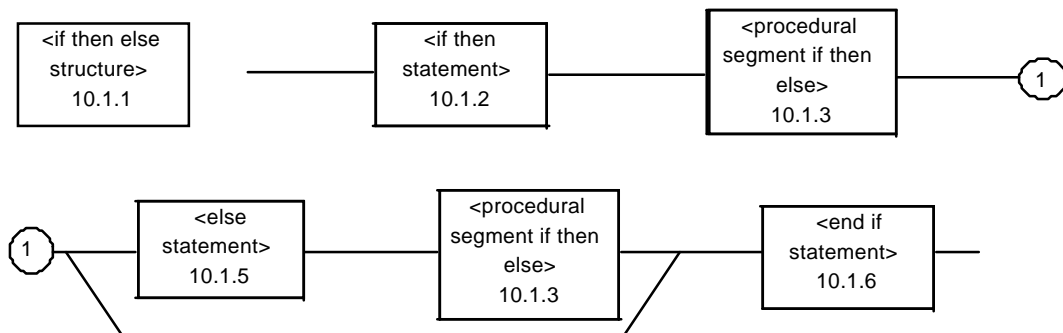 <if then else
structure>
10.1.1
<if then
statement>
10.1.2
<procedural
segment if then
else>
10.1.3
1
1
<else
statement>
10.1.5
<procedural
segment if then
else>
10.1.3
<end if
statement>
10.1.6